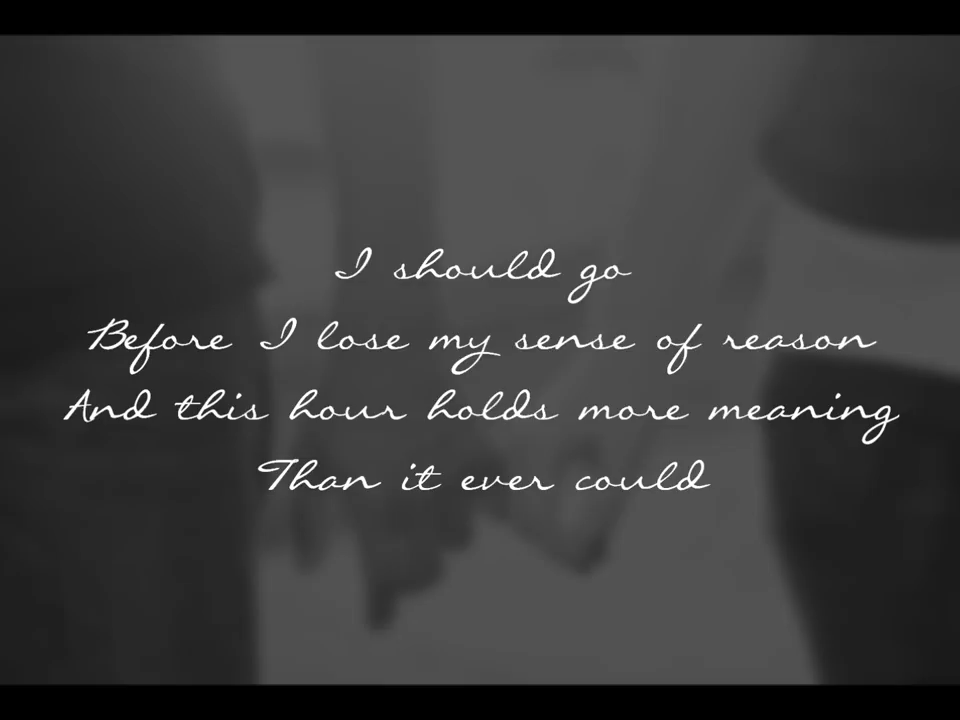 I should go
Before I lose my sense of reason
And this hour holds more meaning
Than it ever could